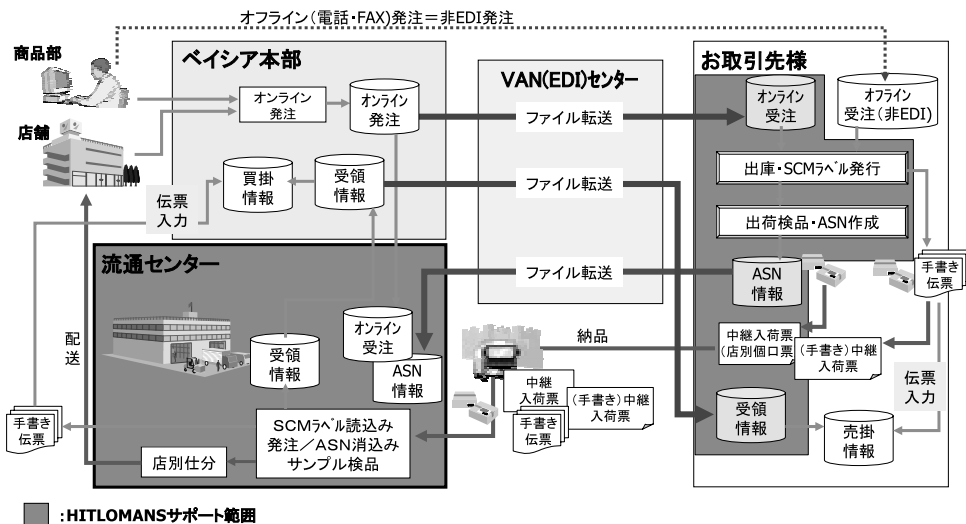 オフライン(電話・FAX)発注＝非EDI発注
商品部
店舗
ベイシア本部
オンライン
発注
オンライン
発注
買掛
情報
受領
情報
伝票
入力
VAN(EDI)センター
ファイル転送
ファイル転送
ファイル転送
お取引先様
オンライン
受注
オフライン
受注(非EDI)
出庫・SCMラベル発行
出荷検品・ASN作成
ASN
情報
手書き
伝票
中継入荷票
(店別個口票)
(手書き)中継
入荷票
伝票
入力
受領
情報
売掛
情報
流通センター
配送
受領
情報
オンライン
受注
ASN
情報
納品
中継
入荷票
(手書き)中継
入荷票
手書き
伝票
手書き
伝票
SCMラベル読込み
発注／ASN消込み
サンプル検品
店別仕分
:HITLOMANSサポート範囲